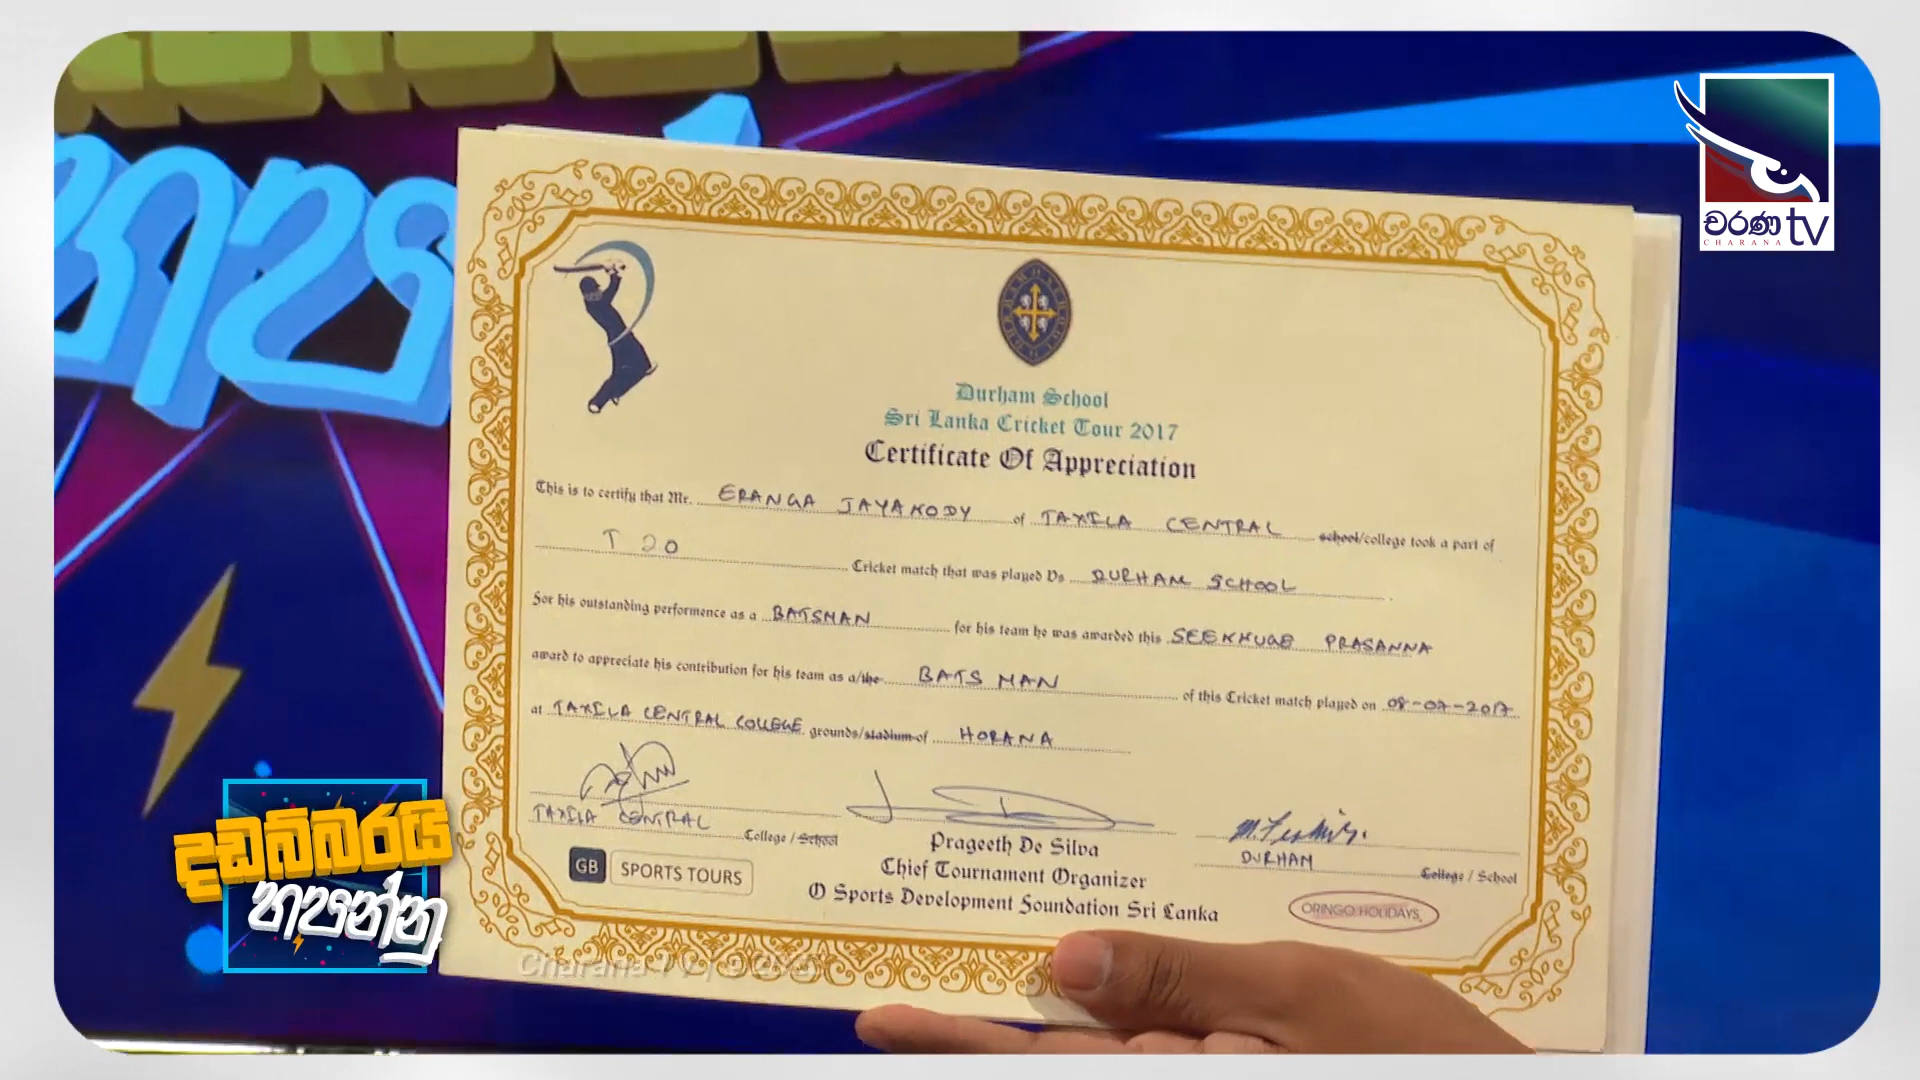 චරණ tv
CHARANA
Durham School
Sri Lanka Cricket Tour 2017
Certificate Of Appreciation
This is to certify that Mr. ERANGA JAYAKODY of TAXILA CENTRAL school/college took a part of
T 20 Cricket match that was played Vs DURHAM SCHOOL
For his outstanding performence as a BATSMAN for his team he was awarded this SEEKKUGE PRASANNA
award to appreciate his contribution for his team as a/the BATSMAN of this Cricket match played on 08-07-2017
at TAXILA CENTRAL COLLEGE grounds/stadium of HORANA
TAXILA CENTRAL College / School
Prageeth De Silva
Chief Tournament Organizer
O Sports Development Foundation Sri Lanka
DURHAM College / School
GB SPORTS TOURS
ORINGO HOLIDAYS
දඩබ්බරයි
හපන්නු
Charana TV